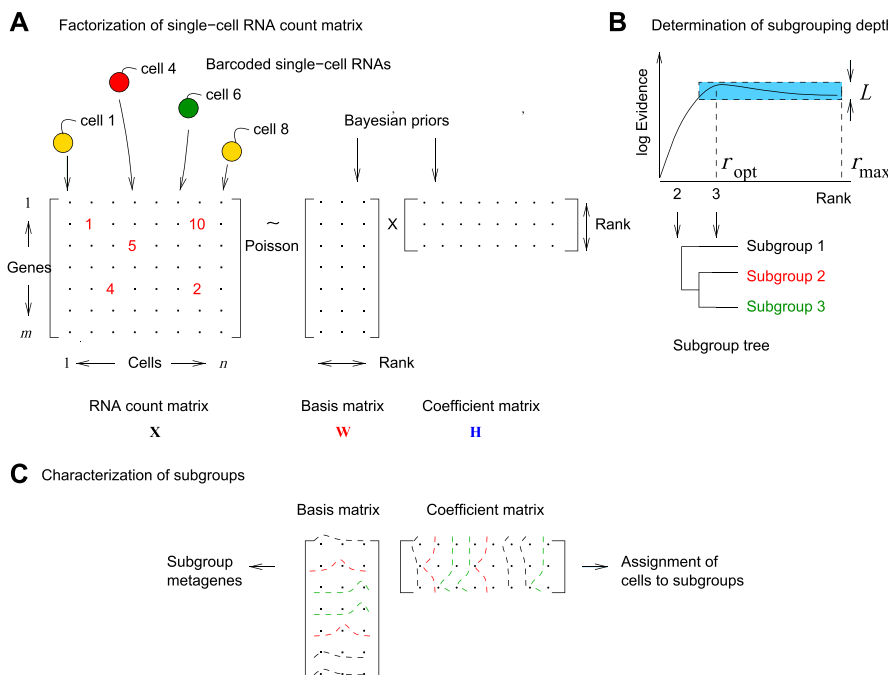 A Factorization of single−cell RNA count matrix
cell 4
Barcoded single−cell RNAs
cell 1
cell 6
cell 8
Bayesian priors
1
Genes
m
1 10
5
4 2
~
Poisson
X
Rank
1 Cells n
Rank
RNA count matrix
X
Basis matrix
W
Coefficient matrix
H
B Determination of subgrouping depth
log Evidence
L
r opt
r max
2 3 Rank
Subgroup 1
Subgroup 2
Subgroup 3
Subgroup tree
C Characterization of subgroups
Basis matrix
Coefficient matrix
Subgroup
metagenes
Assignment of
cells to subgroups